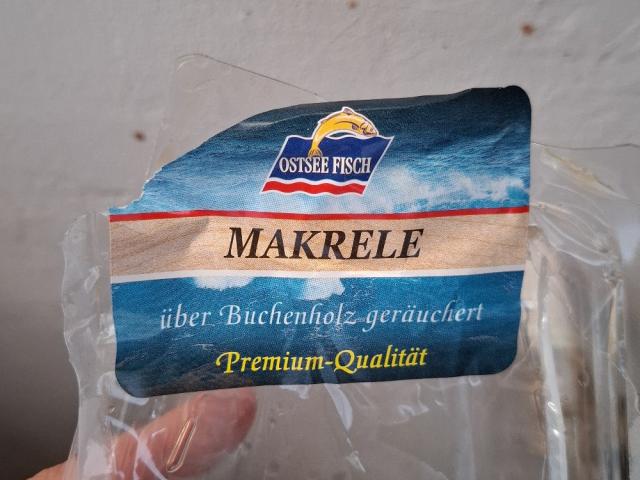 OSTSEE FISCH
MAKRELE
über Buchenholz geräuchert
Premium-Qualität